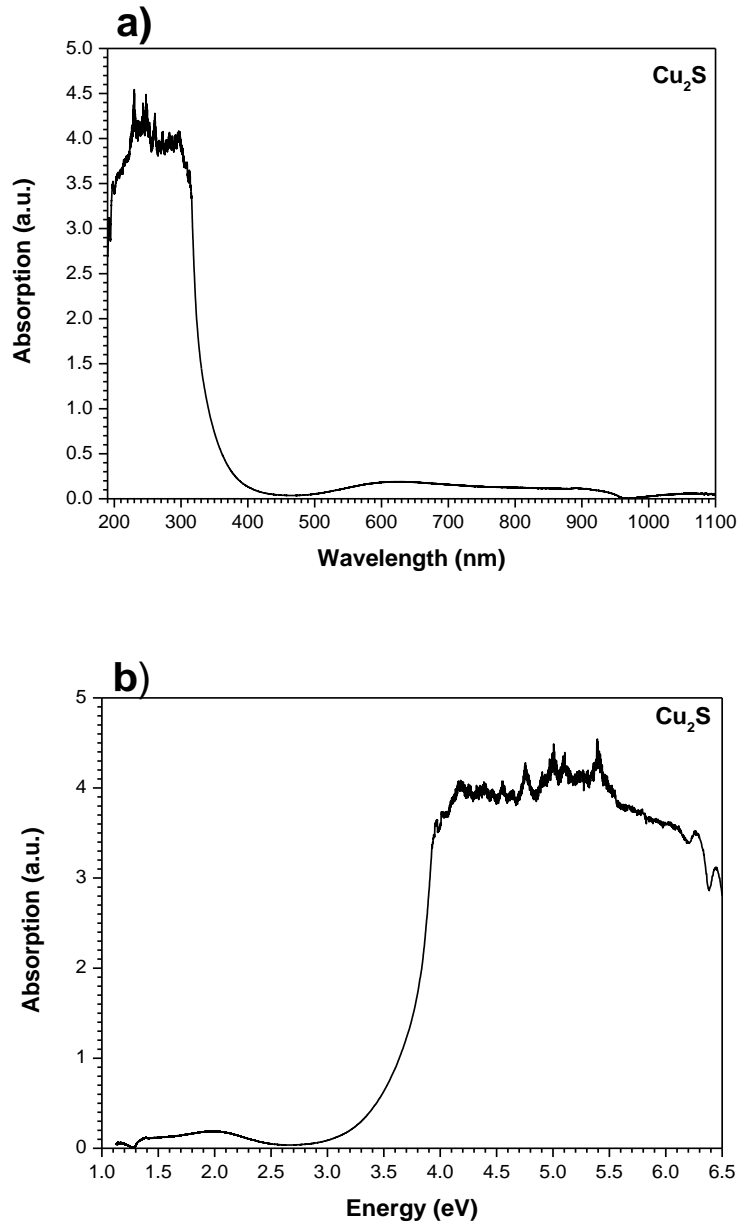 a)
5.0
Cu₂S
4.5
4.0
3.5
3.0
2.5
2.0
1.5
1.0
0.5
0.0
Absorption (a.u.)
200 300 400 500 600 700 800 900 1000 1100
Wavelength (nm)
b)
5
Cu₂S
4
3
2
1
0
Absorption (a.u.)
1.0 1.5 2.0 2.5 3.0 3.5 4.0 4.5 5.0 5.5 6.0 6.5
Energy (eV)